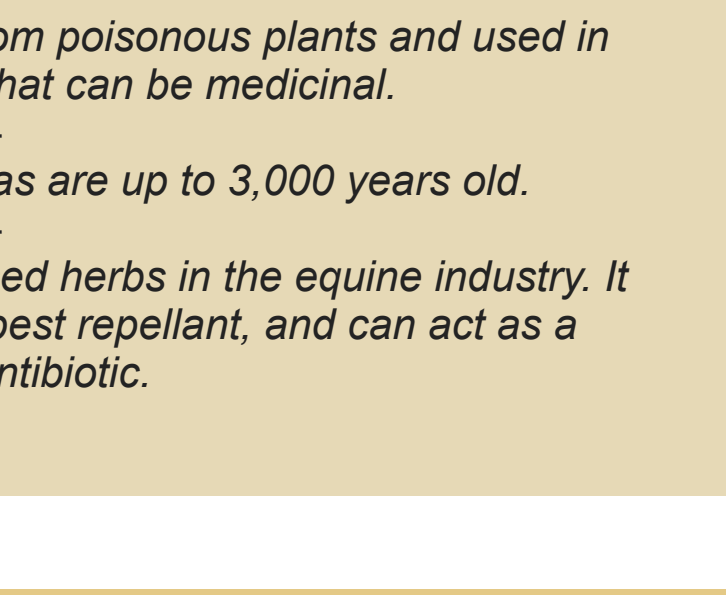 om poisonous plants and used in
hat can be medicinal.
.
as are up to 3,000 years old.
.
ed herbs in the equine industry. It
pest repellant, and can act as a
ntibiotic.